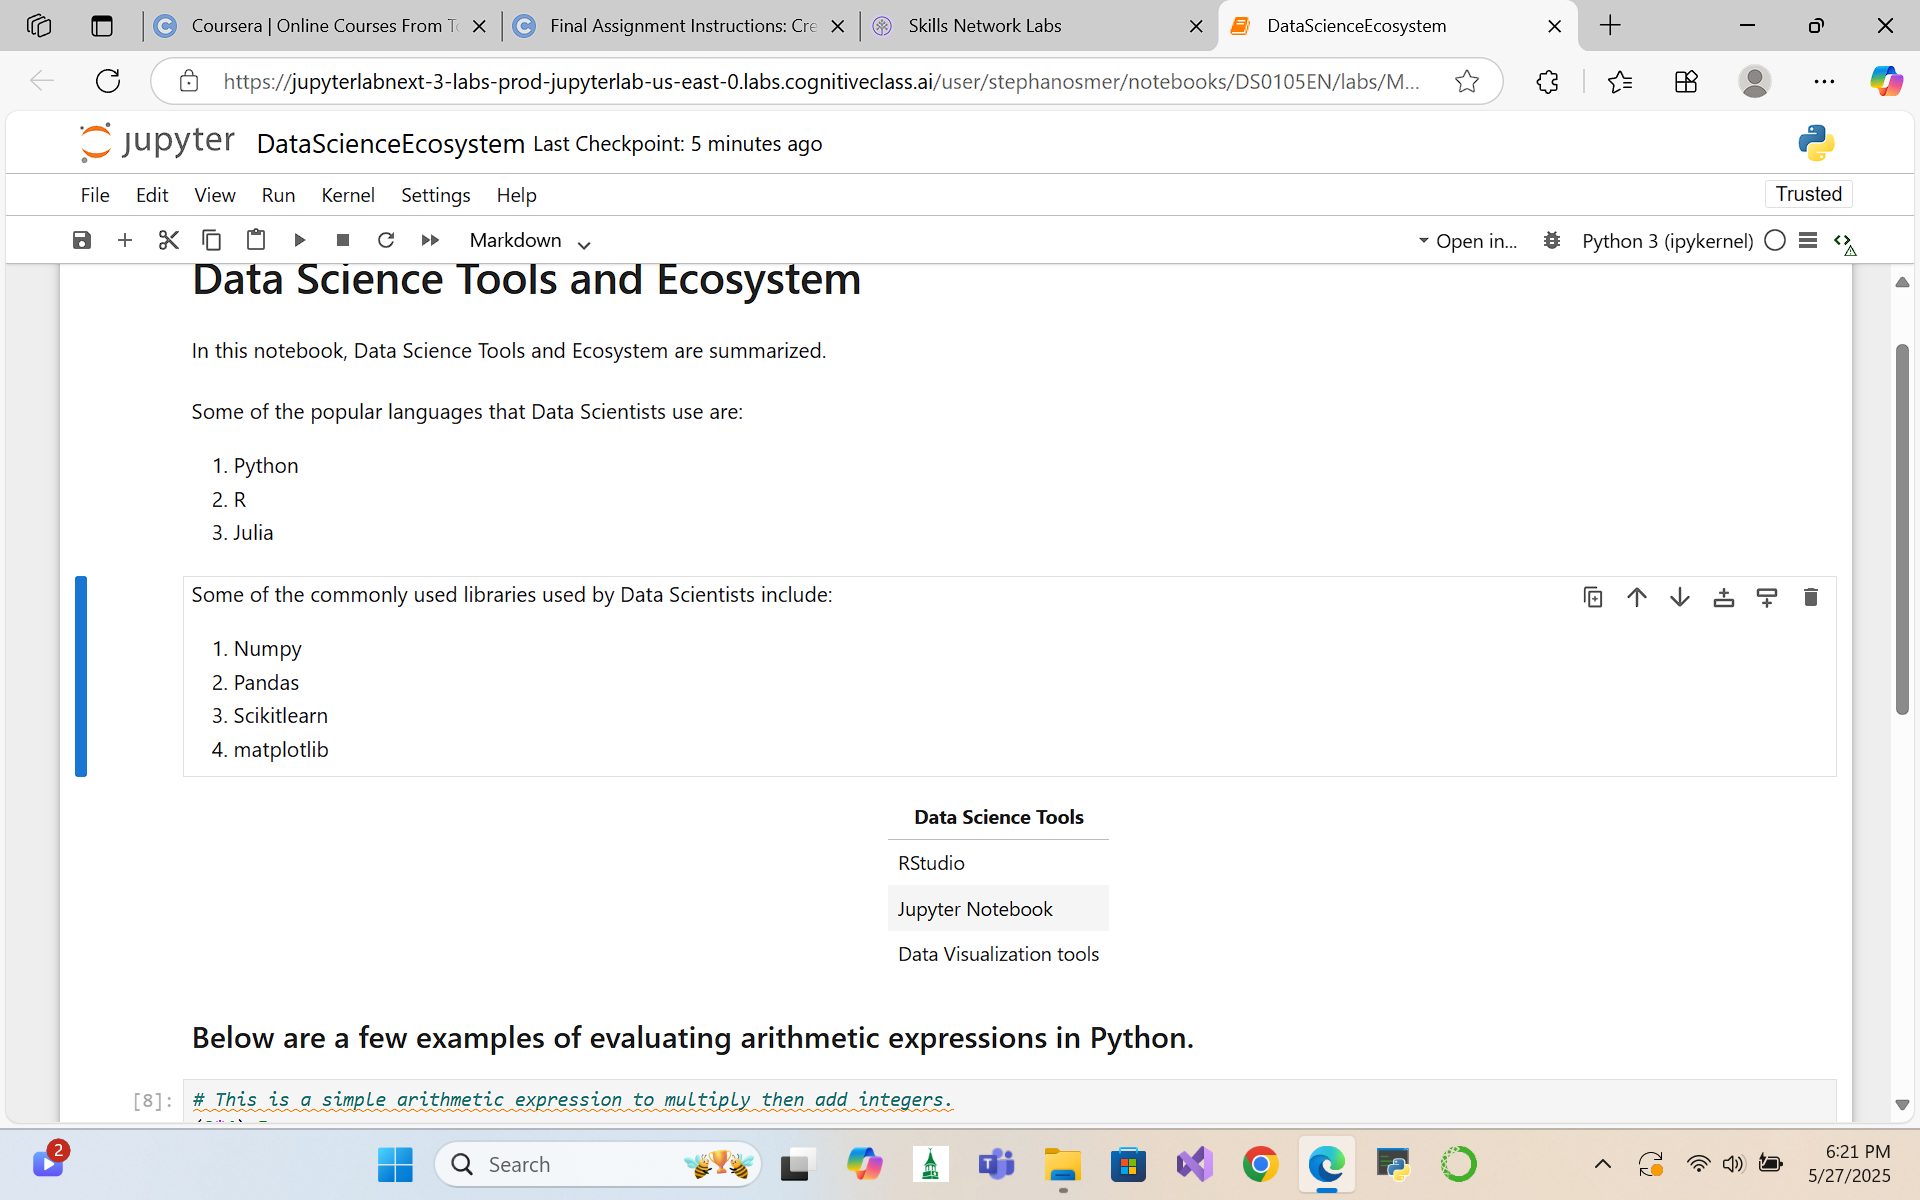 Coursera | Online Courses From To
Final Assignment Instructions: Cre
Skills Network Labs
DataScienceEcosystem
https://jupyterlabnext-3-labs-prod-jupyterlab-us-east-0.labs.cognitiveclass.ai/user/stephanosmer/notebooks/DS0105EN/labs/M...
jupyter DataScienceEcosystem Last Checkpoint: 5 minutes ago
File Edit View Run Kernel Settings Help
Trusted
Markdown
Open in...
Python 3 (ipykernel)
Data Science Tools and Ecosystem
In this notebook, Data Science Tools and Ecosystem are summarized.
Some of the popular languages that Data Scientists use are:
1. Python
2. R
3. Julia
Some of the commonly used libraries used by Data Scientists include:
1. Numpy
2. Pandas
3. Scikitlearn
4. matplotlib
Data Science Tools
RStudio
Jupyter Notebook
Data Visualization tools
Below are a few examples of evaluating arithmetic expressions in Python.
[8]: # This is a simple arithmetic expression to multiply then add integers.
2
Search
6:21 PM
5/27/2025